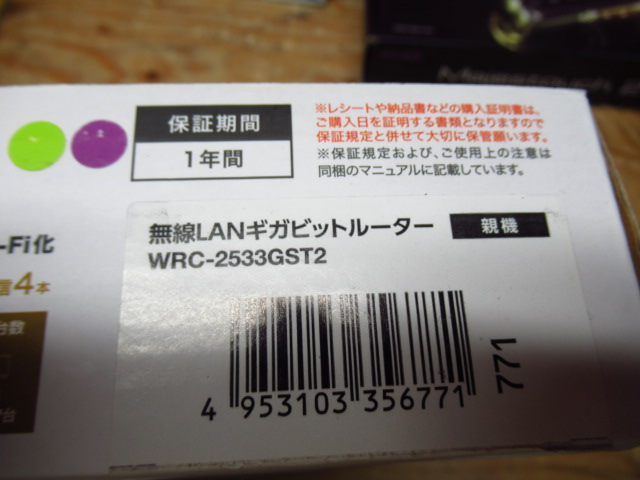 保証期間
1年間
※レシートや納品書などの購入証明書は、
ご購入日を証明する書類となりますので
保証規定と併せて大切に保管願います。
※保証規定および、ご使用上の注意は
同梱のマニュアルに記載しています。
-Fi化
信4本
台数
台
無線LANギガビットルーター
親機
WRC-2533GST2
4 953103 356771
771